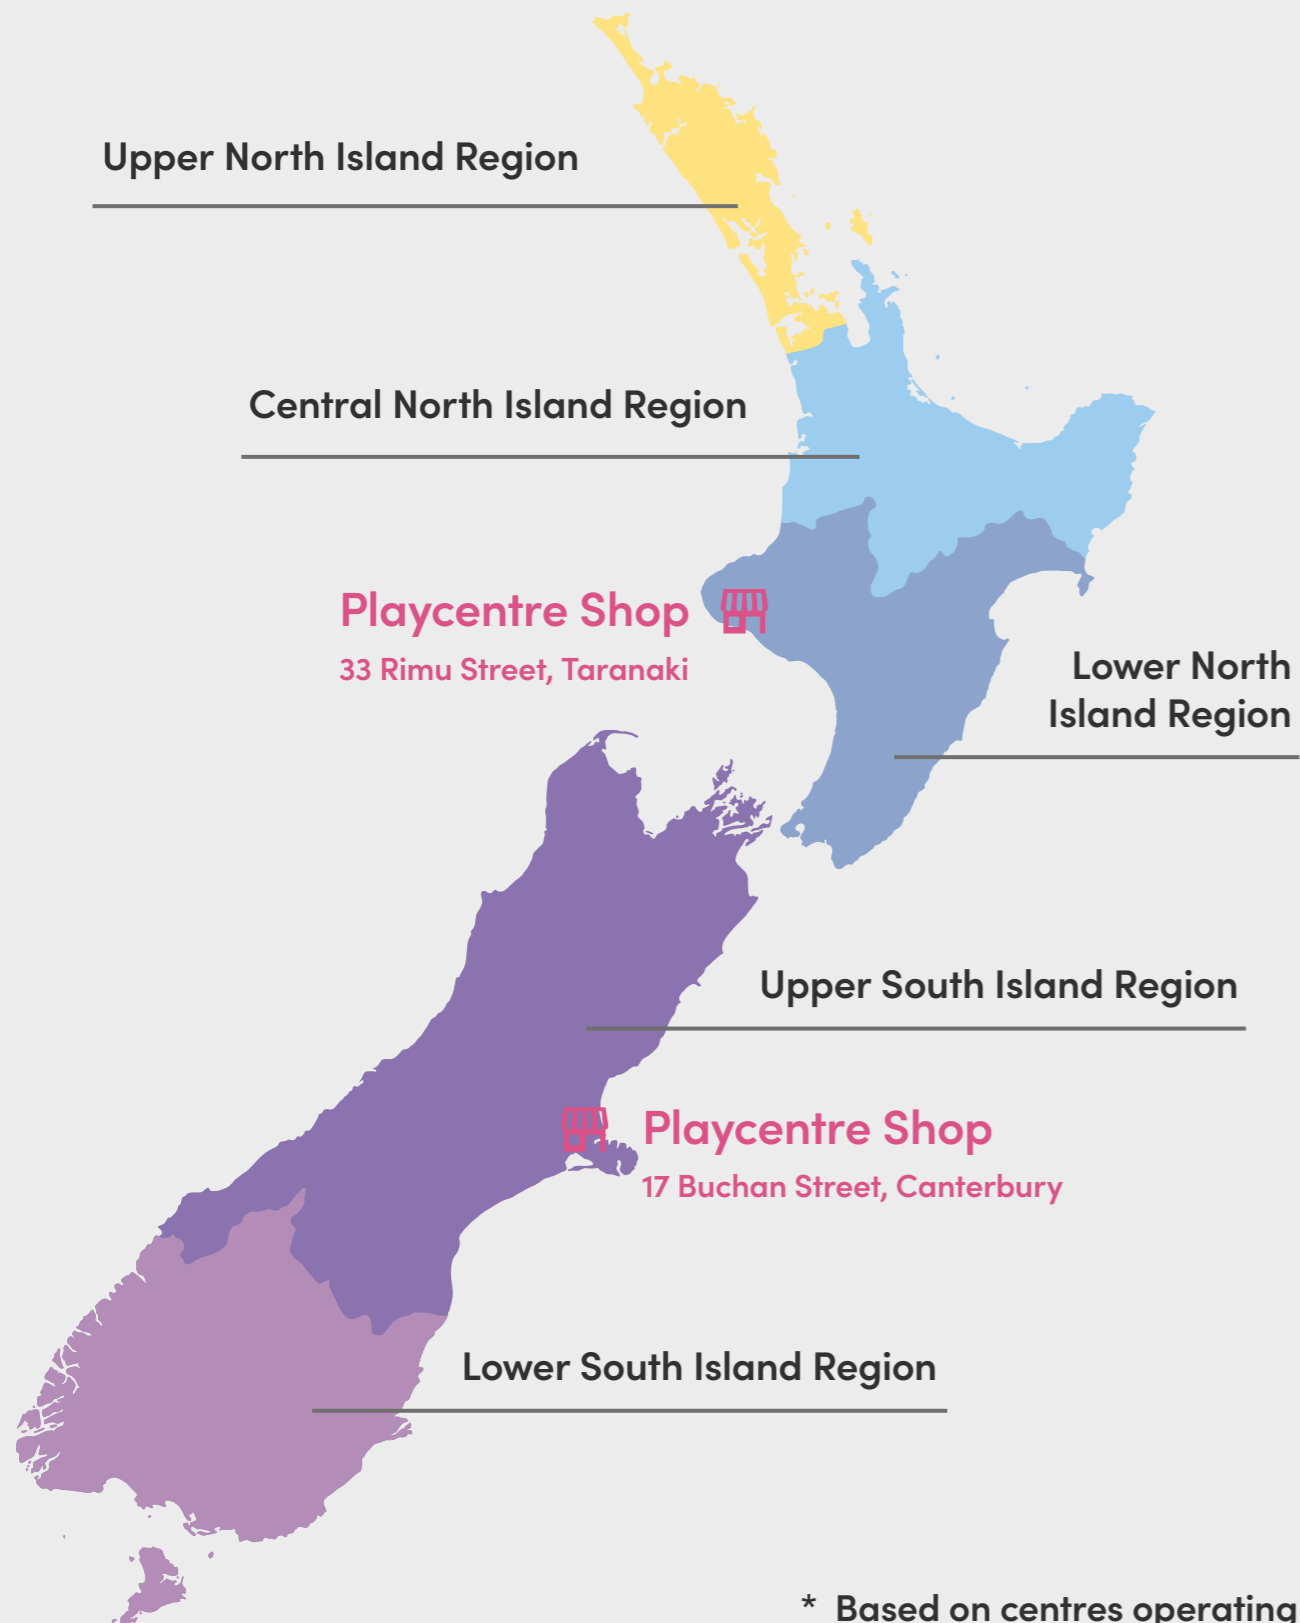 Upper North Island Region
Central North Island Region
Playcentre Shop
33 Rimu Street, Taranaki
Lower North
Island Region
Upper South Island Region
Playcentre Shop
17 Buchan Street, Canterbury
Lower South Island Region
* Based on centres operating